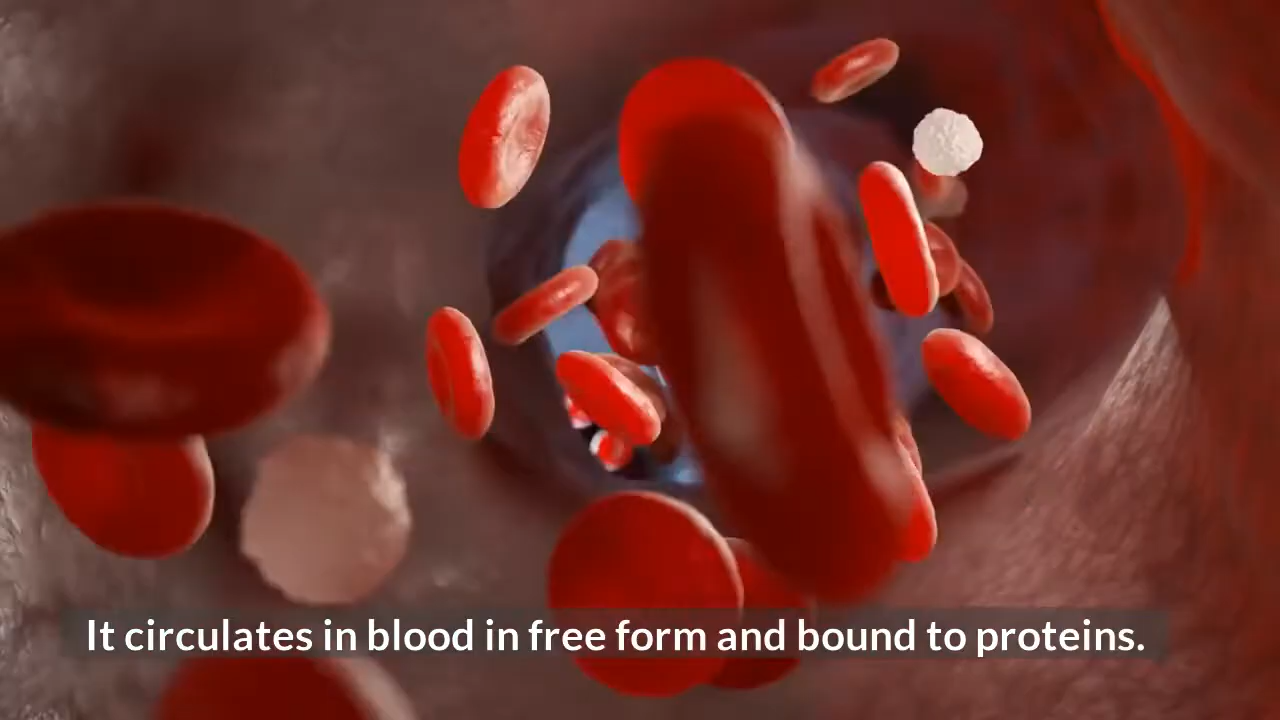 It circulates in blood in free form and bound to proteins.